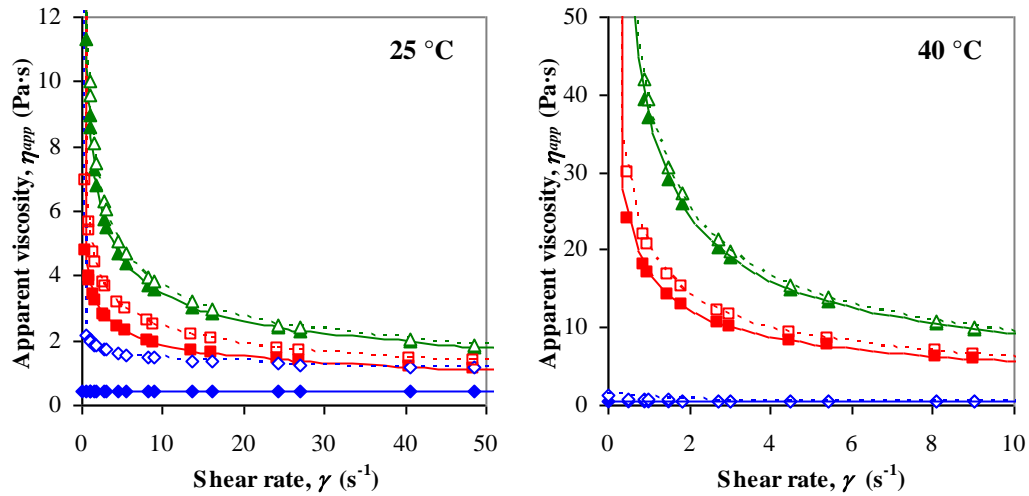 Apparent viscosity, ηapp (Pa·s)
12
10
8
6
4
2
0
25 °C
0 10 20 30 40 50
Shear rate, γ (s-1)
Apparent viscosity, ηapp (Pa·s)
50
40
30
20
10
0
40 °C
0 2 4 6 8 10
Shear rate, γ (s-1)